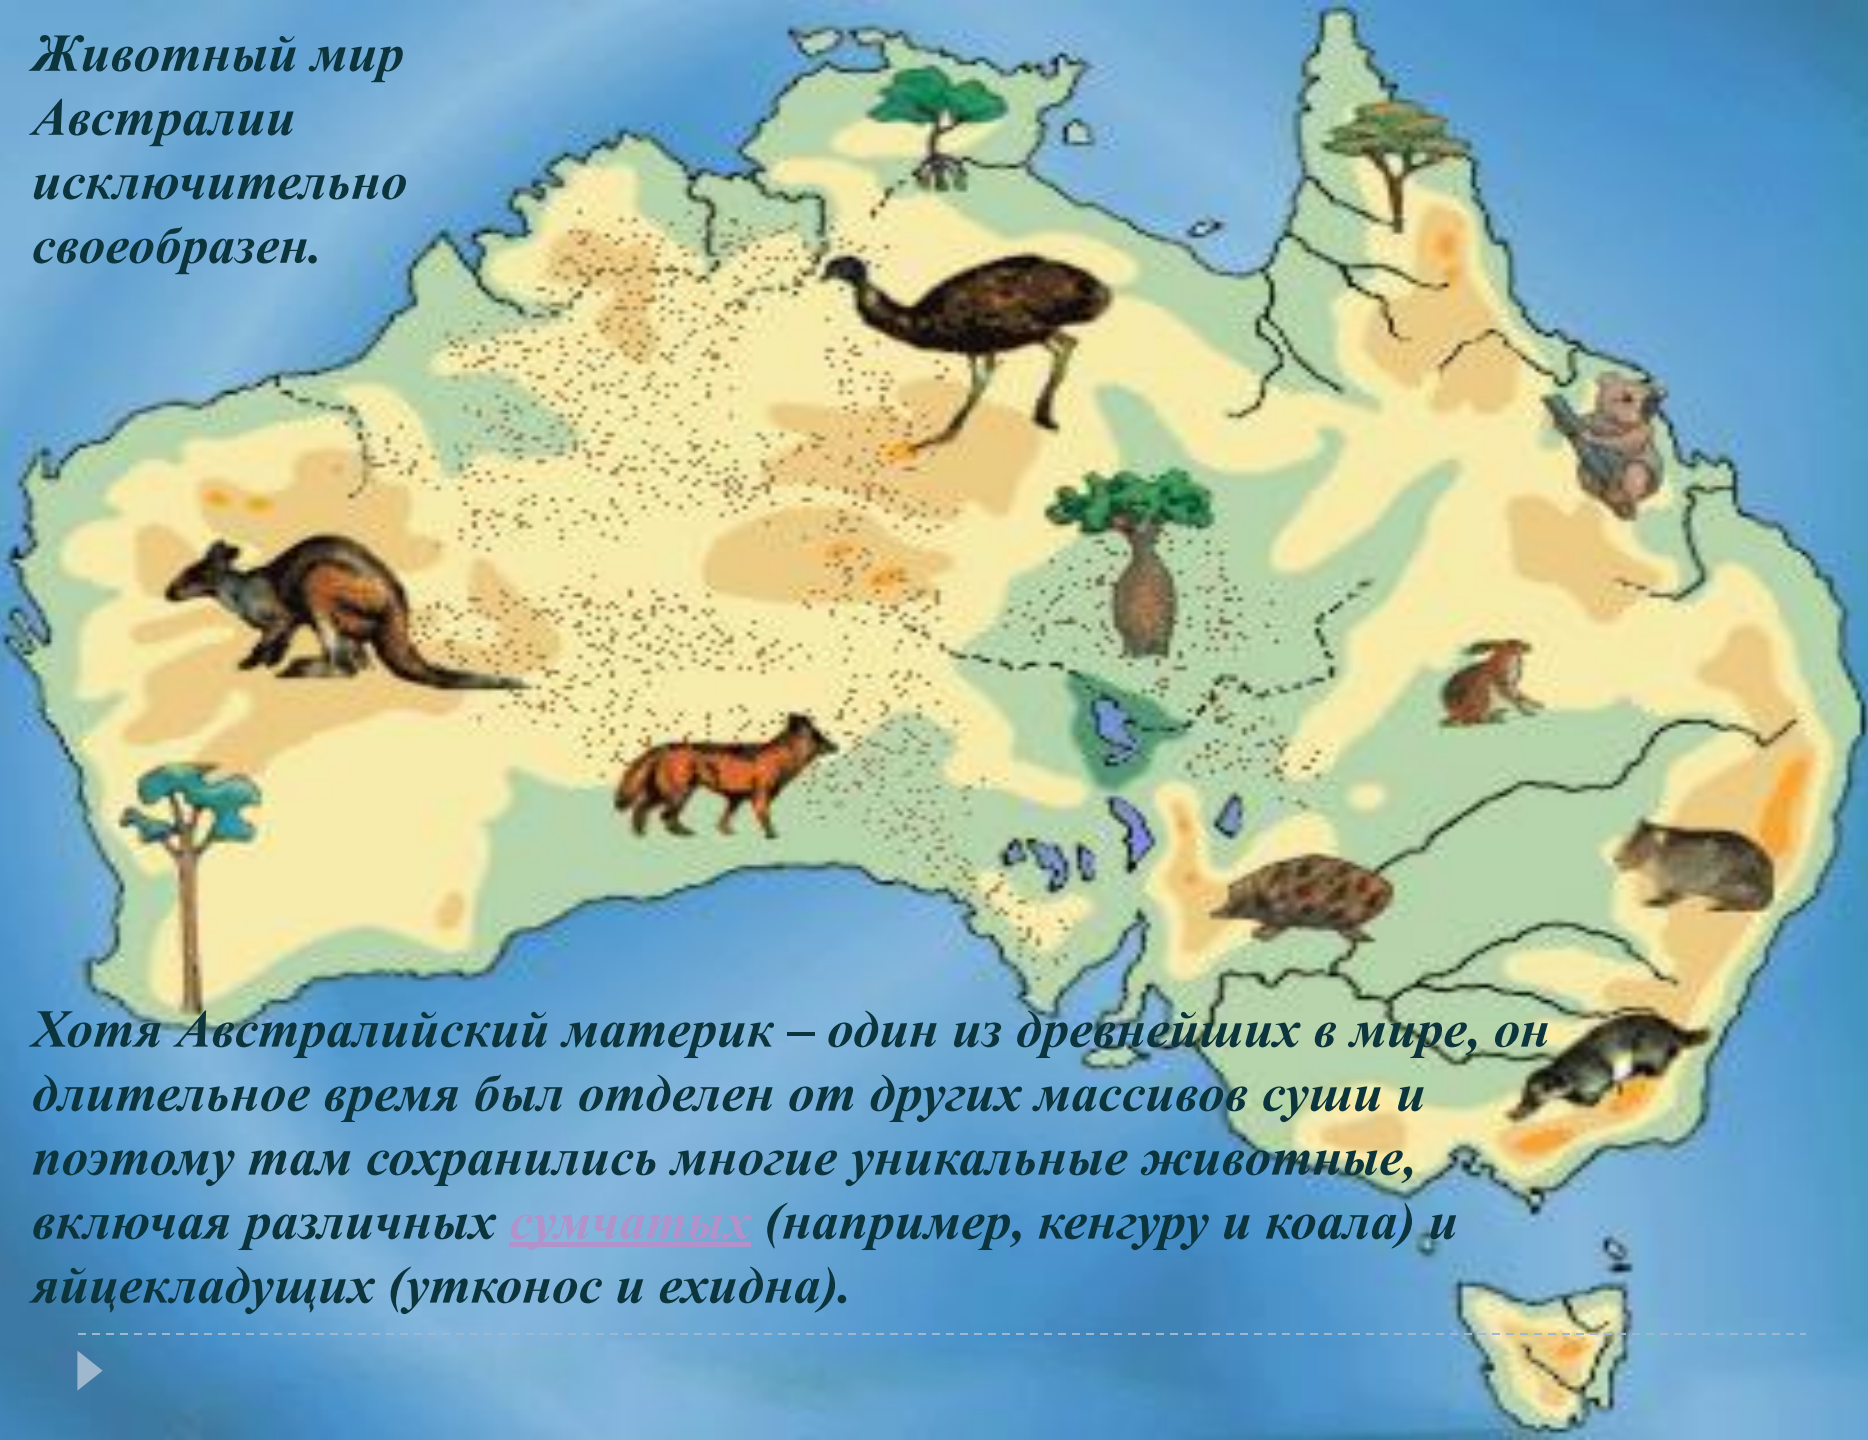 Животный мир
Австралии
исключительно
своеобразен.
Хотя Австралийский материк – один из древнейших в мире, он
длительное время был отделен от других массивов суши и
поэтому там сохранились многие уникальные животные,
включая различных сумчатых (например, кенгуру и коала) и
яйцекладущих (утконос и ехидна).